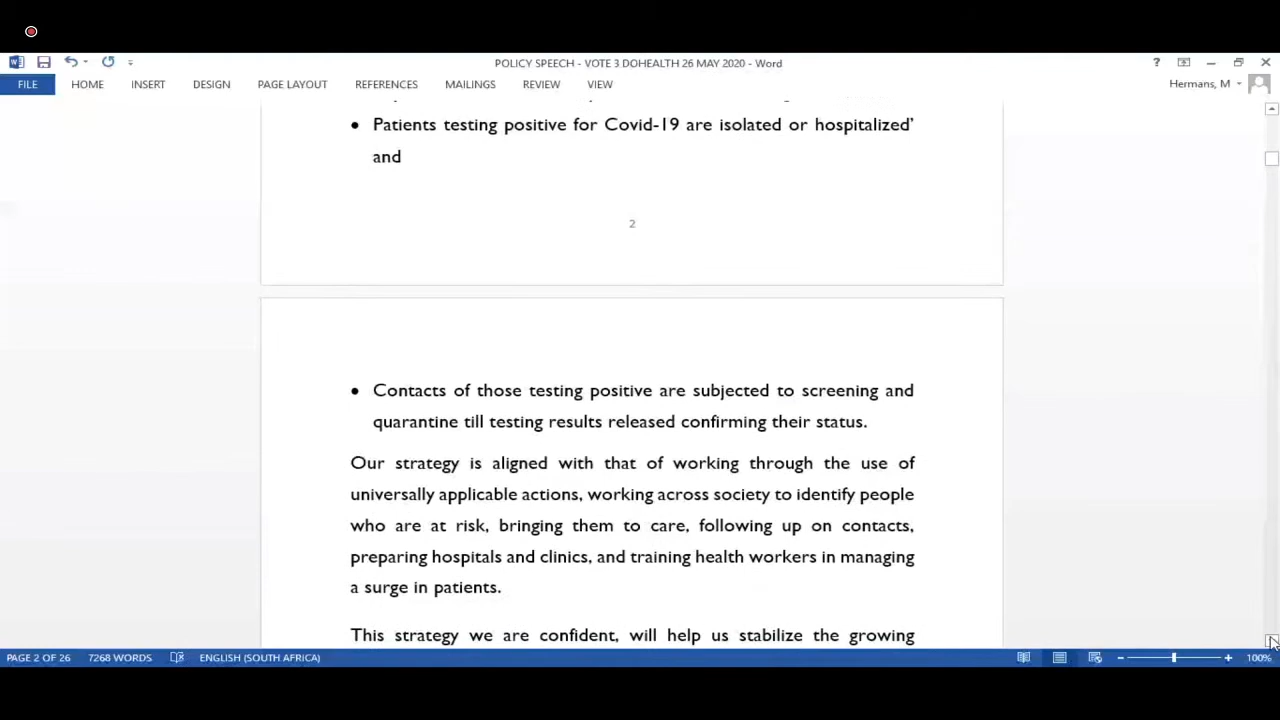 POLICY SPEECH - VOTE 3 DOHEALTH 26 MAY 2020 - Word
?
FILE HOME INSERT DESIGN PAGE LAYOUT REFERENCES MAILINGS REVIEW VIEW
Hermans, M
• Patients testing positive for Covid-19 are isolated or hospitalized’
and
2
• Contacts of those testing positive are subjected to screening and
quarantine till testing results released confirming their status.
Our strategy is aligned with that of working through the use of
universally applicable actions, working across society to identify people
who are at risk, bringing them to care, following up on contacts,
preparing hospitals and clinics, and training health workers in managing
a surge in patients.
This strategy we are confident, will help us stabilize the growing
PAGE 2 OF 26 7268 WORDS ENGLISH (SOUTH AFRICA) 100%